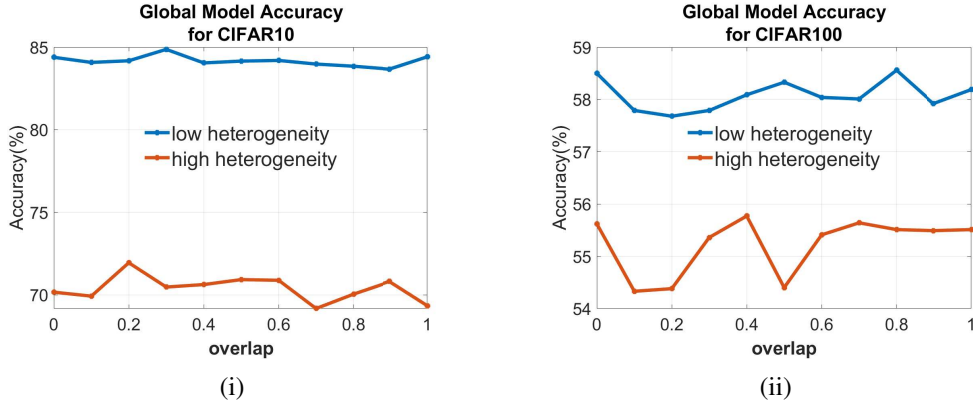 Global Model Accuracy
for CIFAR10
85
80
75
70
Accuracy(%)
low heterogeneity
high heterogeneity
0 0.2 0.4 0.6 0.8 1
overlap
(i)
Global Model Accuracy
for CIFAR100
59
58
57
56
55
54
Accuracy(%)
low heterogeneity
high heterogeneity
0 0.2 0.4 0.6 0.8 1
overlap
(ii)